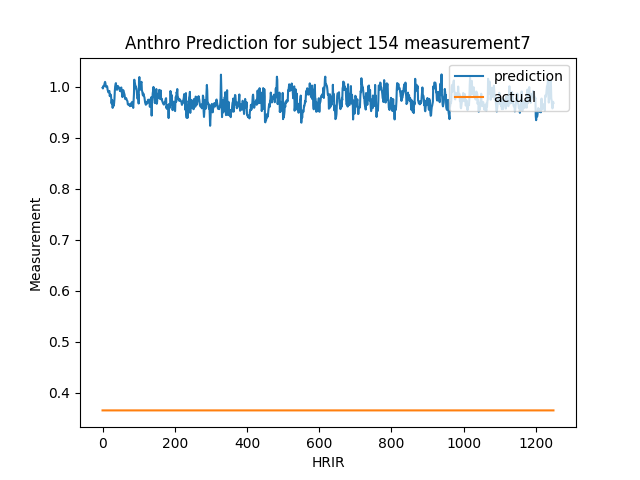 Anthro Prediction for subject 154 measurement7
prediction
actual
1.0
0.9
0.8
0.7
0.6
0.5
0.4
Measurement
0 200 400 600 800 1000 1200
HRIR